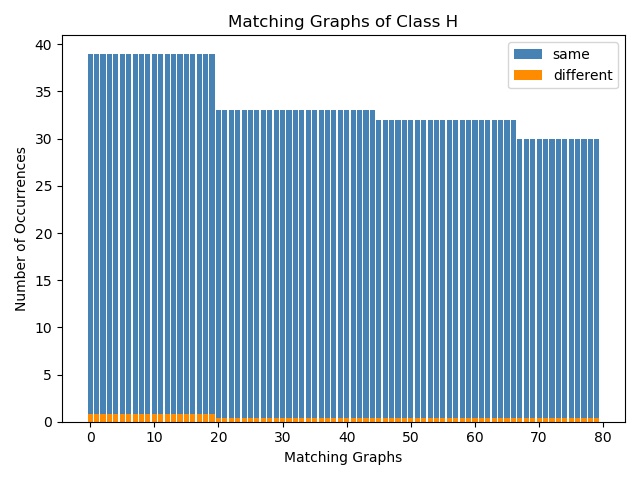 Matching Graphs of Class H
same
different
Number of Occurrences
40
35
30
25
20
15
10
5
0
0 10 20 30 40 50 60 70 80
Matching Graphs